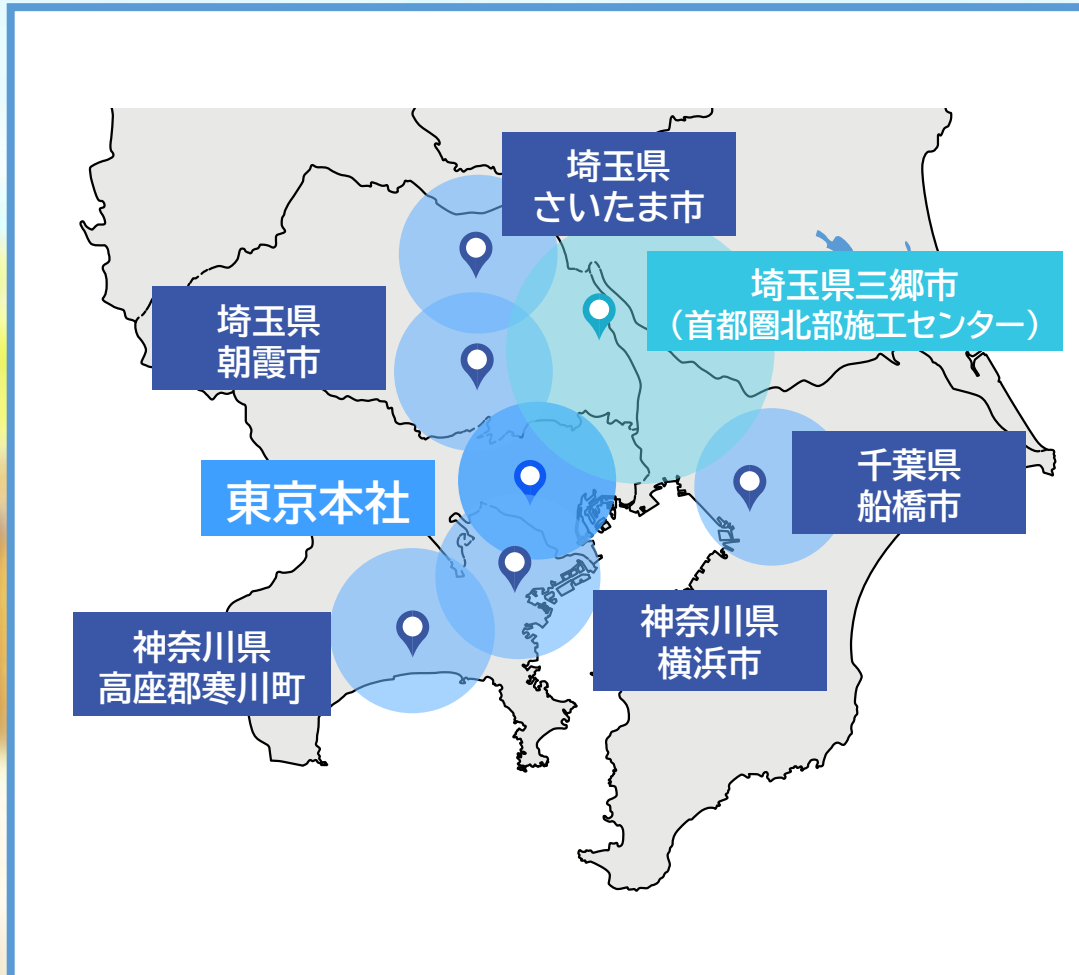 埼玉県
さいたま市
埼玉県三郷市
（首都圏北部施工センター）
埼玉県
朝霞市
千葉県
船橋市
東京本社
神奈川県
横浜市
神奈川県
高座郡寒川町